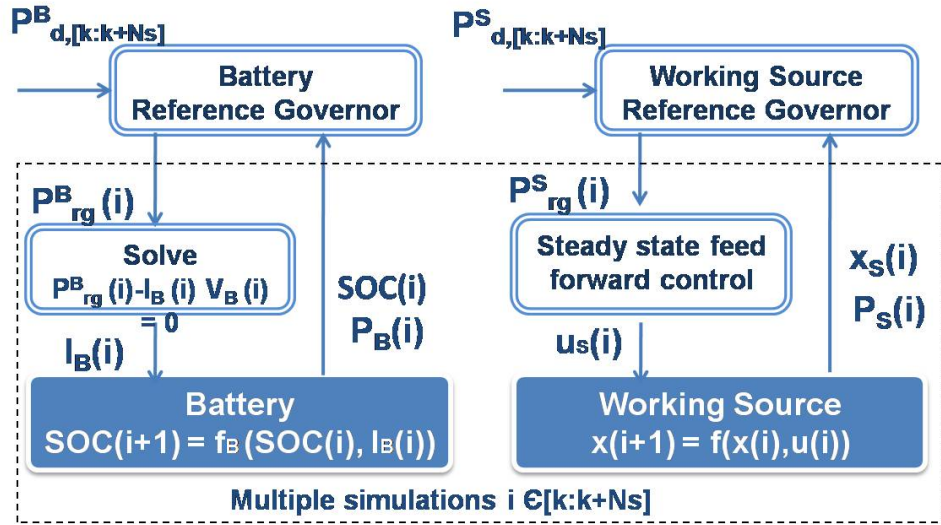 P^B_d,[k:k+Ns]
Battery
Reference Governor
P^B_rg (i)
Solve
P^B_rg (i)-I_B (i) V_B (i)
= 0
I_B(i)
SOC(i)
P_B(i)
Battery
SOC(i+1) = f_B (SOC(i), I_B(i))
P^S_d,[k:k+Ns]
Working Source
Reference Governor
P^S_rg (i)
Steady state feed
forward control
u_s(i)
x_S(i)
P_S(i)
Working Source
x(i+1) = f(x(i),u(i))
Multiple simulations i Є[k:k+Ns]